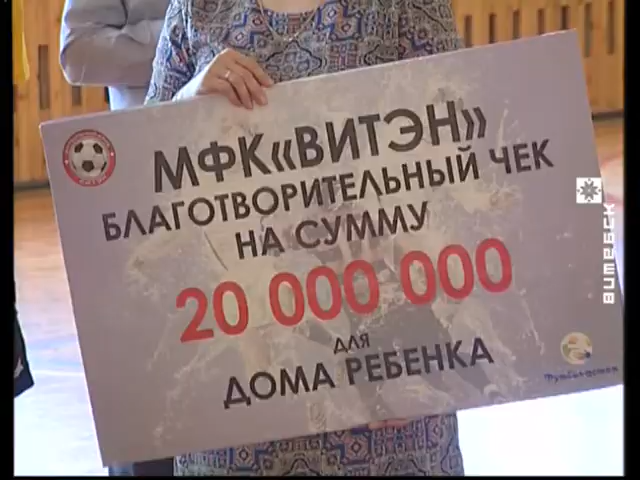 МФК«ВИТЭН»
БЛАГОТВОРИТЕЛЬНЫЙ ЧЕК
НА СУММУ
20 000 000
для
ДОМА РЕБЕНКА
ВИТЕБСК